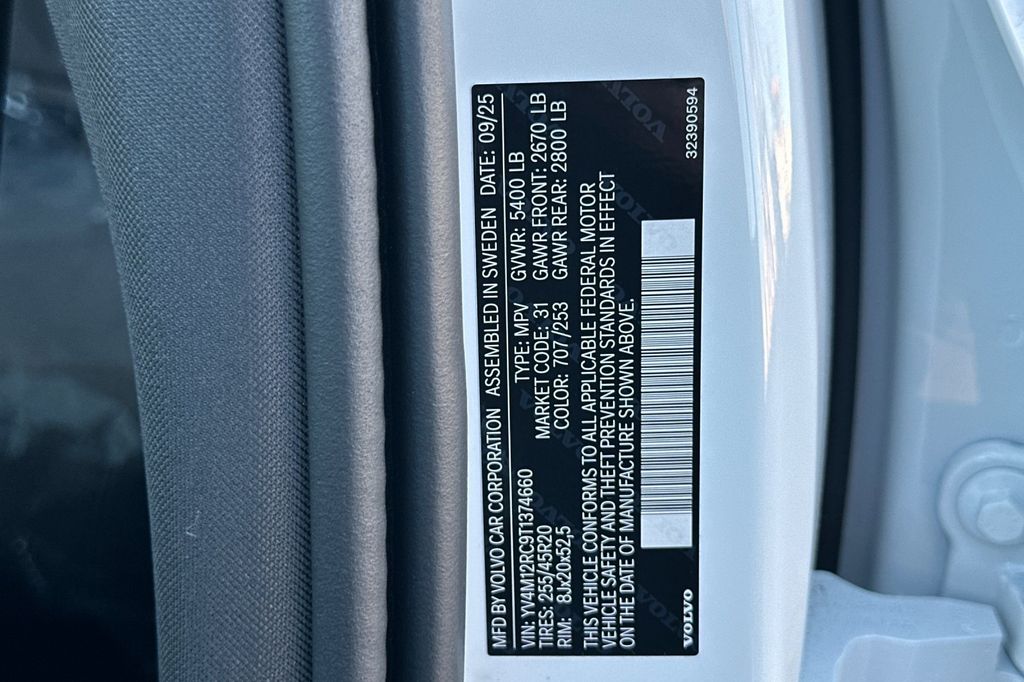 MFD BY VOLVO CAR CORPORATION ASSEMBLED IN SWEDEN DATE: 09/25
VIN: YV4M12RC9T1374660 TYPE: MPV GVWR: 5400 LB
TIRES: 255/45R20 MARKET CODE: 31 GAWR FRONT: 2670 LB
RIM: 8Jx20x52,5 COLOR: 707/253 GAWR REAR: 2800 LB
THIS VEHICLE CONFORMS TO ALL APPLICABLE FEDERAL MOTOR
VEHICLE SAFETY AND THEFT PREVENTION STANDARDS IN EFFECT
ON THE DATE OF MANUFACTURE SHOWN ABOVE.
VOLVO 32390594